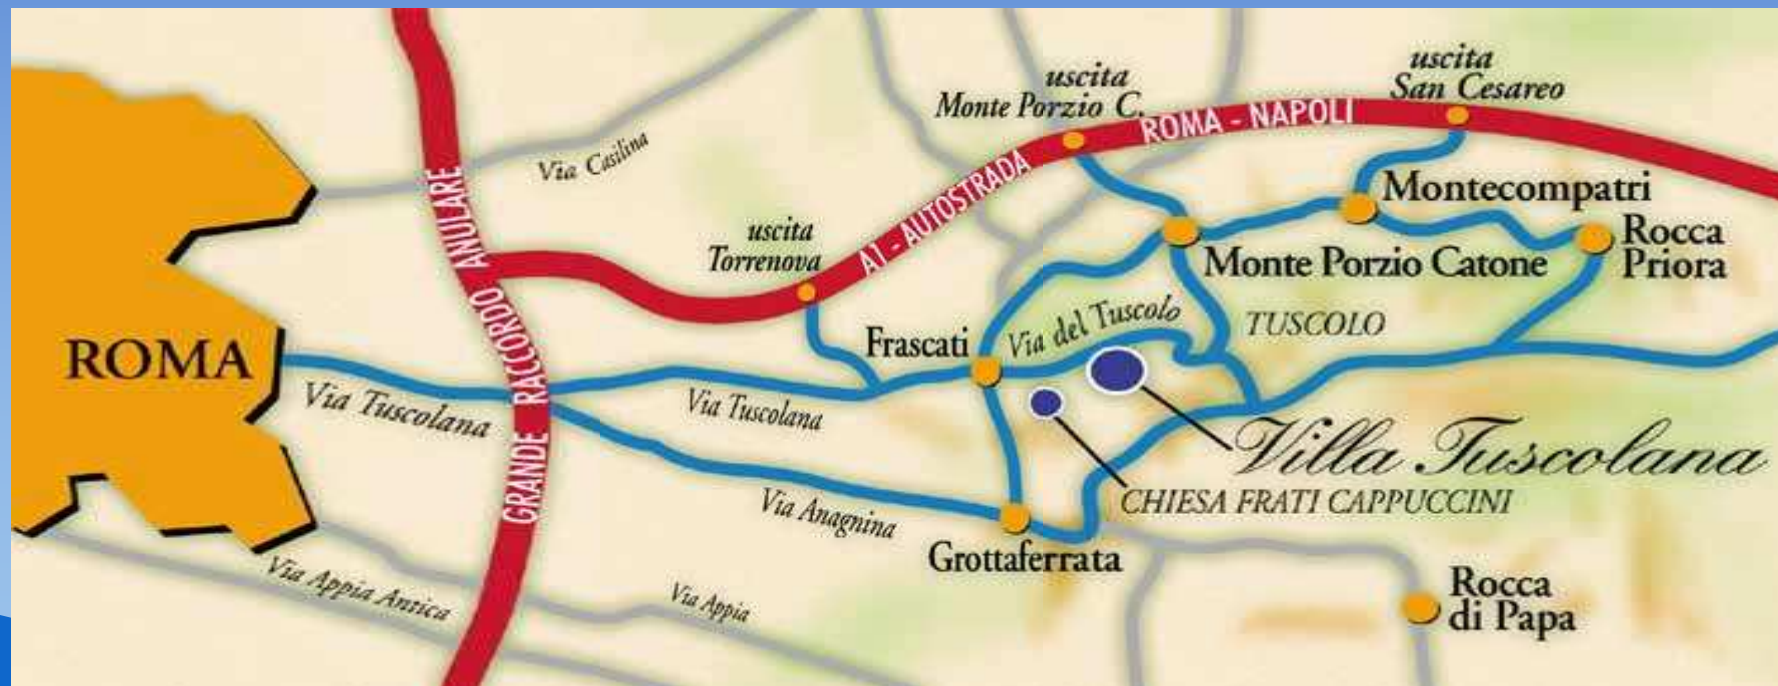 uscita
San Cesareo
uscita
Monte Porzio C.
ROMA - NAPOLI
Via Casilina
A1 - AUTOSTRADA
GRANDE RACCORDO ANULARE
Montecompatri
uscita
Torrenova
Rocca
Priora
Monte Porzio Catone
Via del Tuscolo
TUSCOLO
Frascati
ROMA
Via Tuscolana
Via Tuscolana
Villa Tuscolana
CHIESA FRATI CAPPUCCINI
Via Anagnina
Grottaferrata
Via Appia Antica
Via Appia
Rocca
di Papa